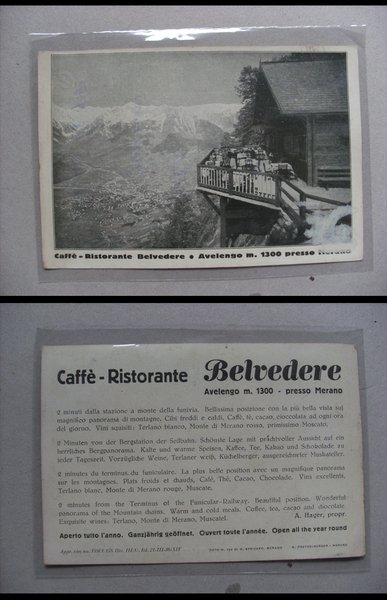 Caffè - Ristorante Belvedere • Avelengo m. 1300 presso Merano
Caffè - Ristorante Belvedere
Avelengo m. 1300 - presso Merano
2 minuti dalla stazione a monte della funivia. Bellissima posizione con la più bella vista sul
magnifico panorama di montagne. Cibi freddi e caldi. Caffè, tè, cacao, cioccolata ad ogni ora
del giorno. Vini squisiti: Terlano bianco, Monte di Merano rosso, primissimo Moscato.
2 Minuten von der Bergstation der Seilbahn. Schönste Lage mit prachtvoller Aussicht auf ein
herrliches Bergpanorama. Kalte und warme Speisen, Kaffee, Tee, Kakao und Schokolade zu
jeder Tageszeit. Vorzügliche Weine, Terlaner weiß, Küchelberger, ausgereichneter Muskateller.
2 minutes du terminus du funiculaire. La plus belle position avec un magnifique panorama
sur les montagnes. Plats froids et chauds, Café, Thé, Cacao, Chocolade. Vins excellents,
Terlano blanc, Monte di Merano rouge, Muscate.
2 minutes from the Terminus of the Funicular-Railway. Beautiful position. Wonderful
panorama of the Mountain chains. Warm and cold meals. Coffee, tea, cacao and chocolate
Exquisite wines: Terlano, Monte di Merano, Muscatel.
A. Hager, propr.
Aperto tutto l'anno. Ganzjährig geöffnet. Ouvert toute l'année. Open all the year round